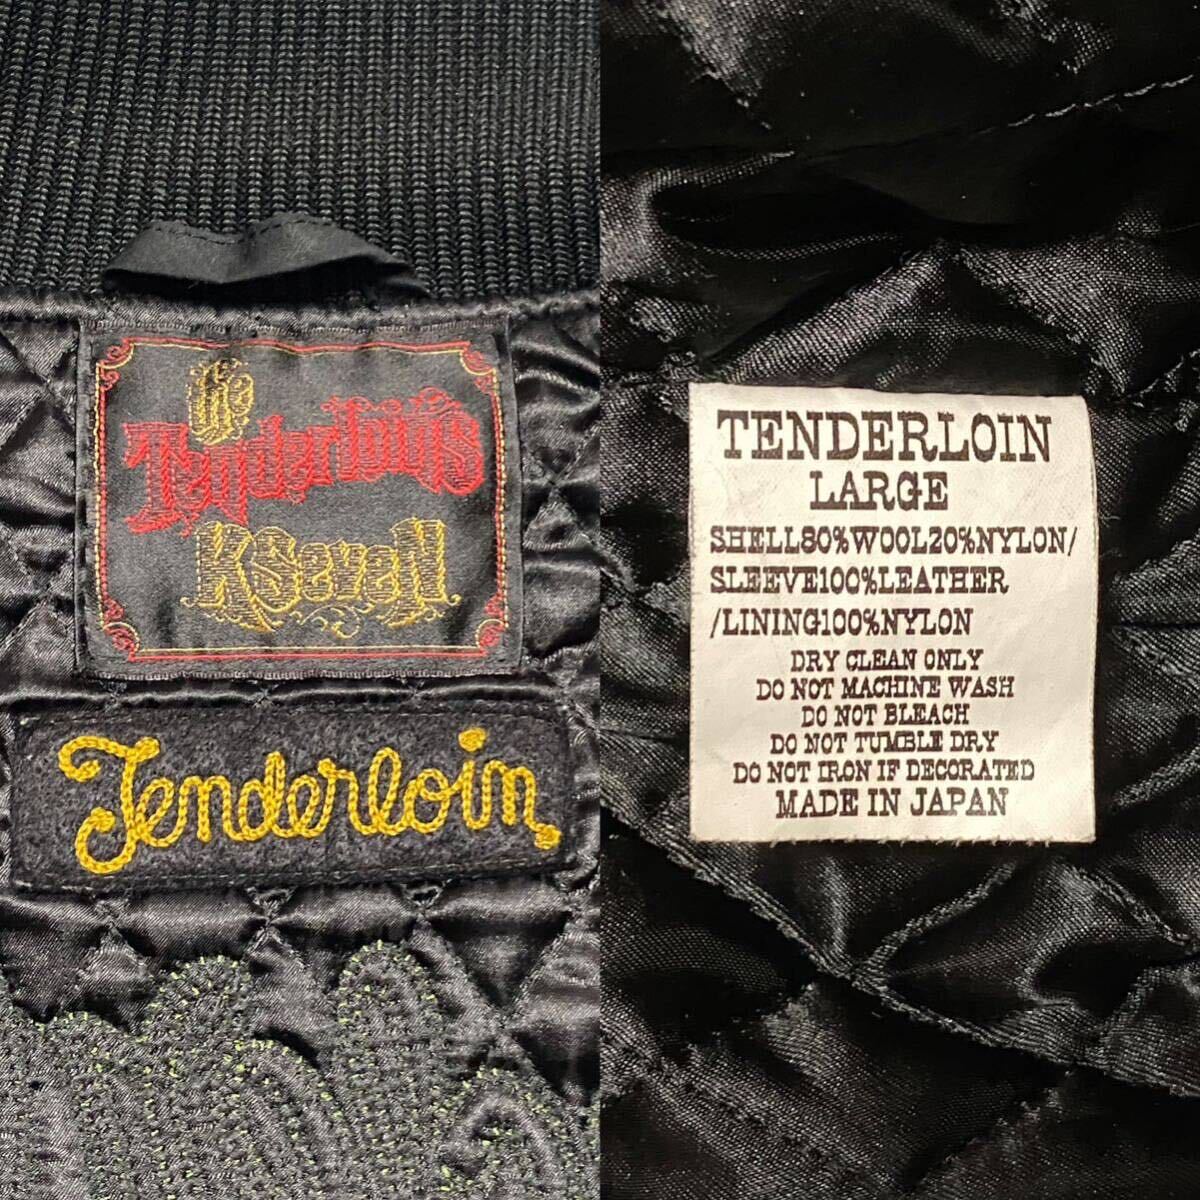 the
Tenderloins
KSeveN
Tenderloin
TENDERLOIN
LARGE
SHELL80%WOOL20%NYLON/
SLEEVE100%LEATHER
/LINING100%NYLON
DRY CLEAN ONLY
DO NOT MACHINE WASH
DO NOT BLEACH
DO NOT TUMBLE DRY
DO NOT IRON IF DECORATED
MADE IN JAPAN